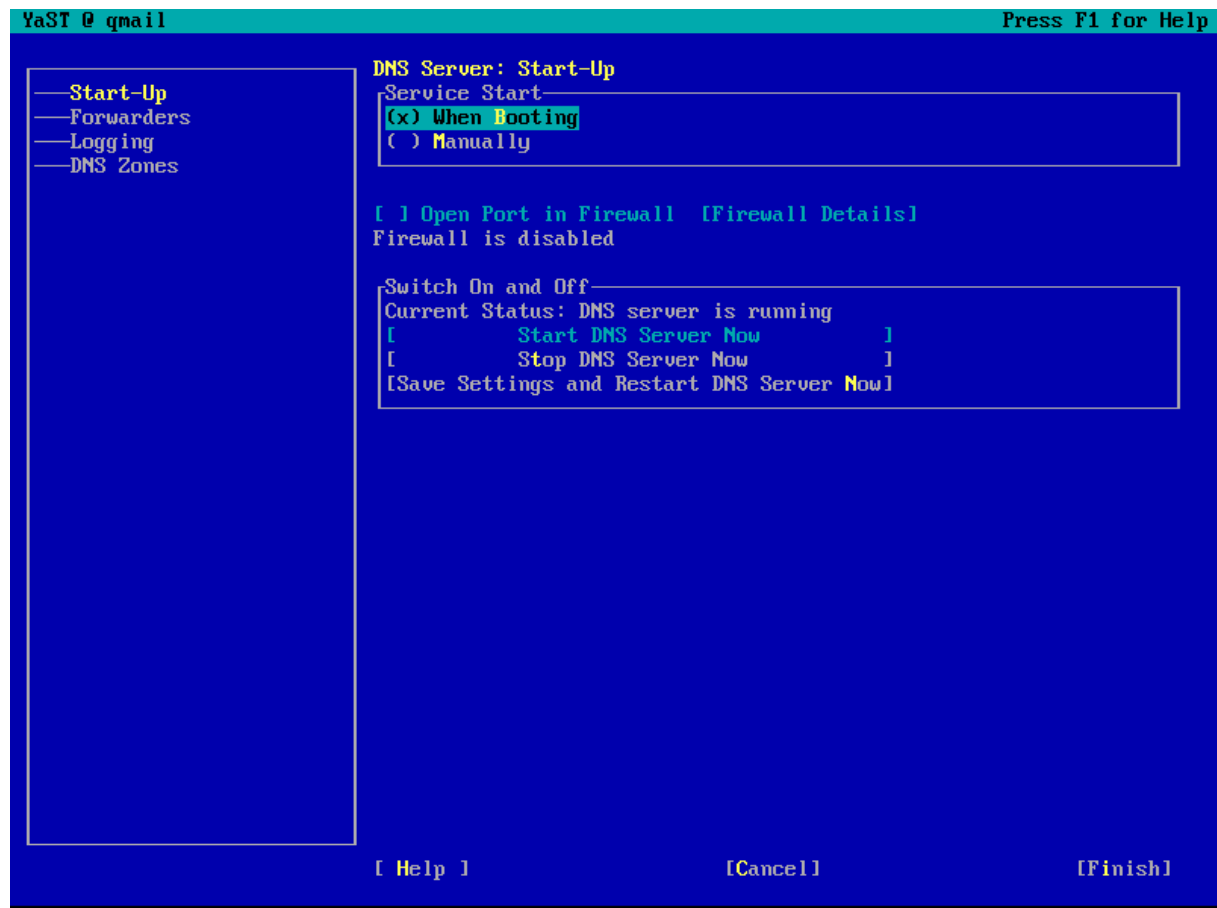 YaST @ qmail Press F1 for Help
Start-Up
Forwarders
Logging
DNS Zones
DNS Server: Start-Up
Service Start
(x) When Booting
( ) Manually
[ ] Open Port in Firewall [Firewall Details]
Firewall is disabled
Switch On and Off
Current Status: DNS server is running
[ Start DNS Server Now ]
[ Stop DNS Server Now ]
[Save Settings and Restart DNS Server Now]
[ Help ] [Cancel] [Finish]